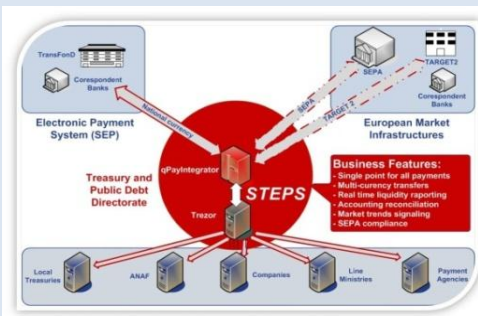 TransFonD
Corespondent
Banks
Electronic Payment
System (SEP)
SEPA
TARGET2
Corespondent
Banks
European Market
Infrastructures
National currency
SEPA
TARGET 2
qPayIntegrator
Treasury and
Public Debt
Directorate
STEPS
Trezor
Business Features:
- Single point for all payments
- Multi-curency transfers
- Real time liquidity reporting
- Accounting reconciliation
- Market trends signaling
- SEPA compliance
Local
Treasuries
ANAF
Companies
Line
Ministries
Payment
Agencies